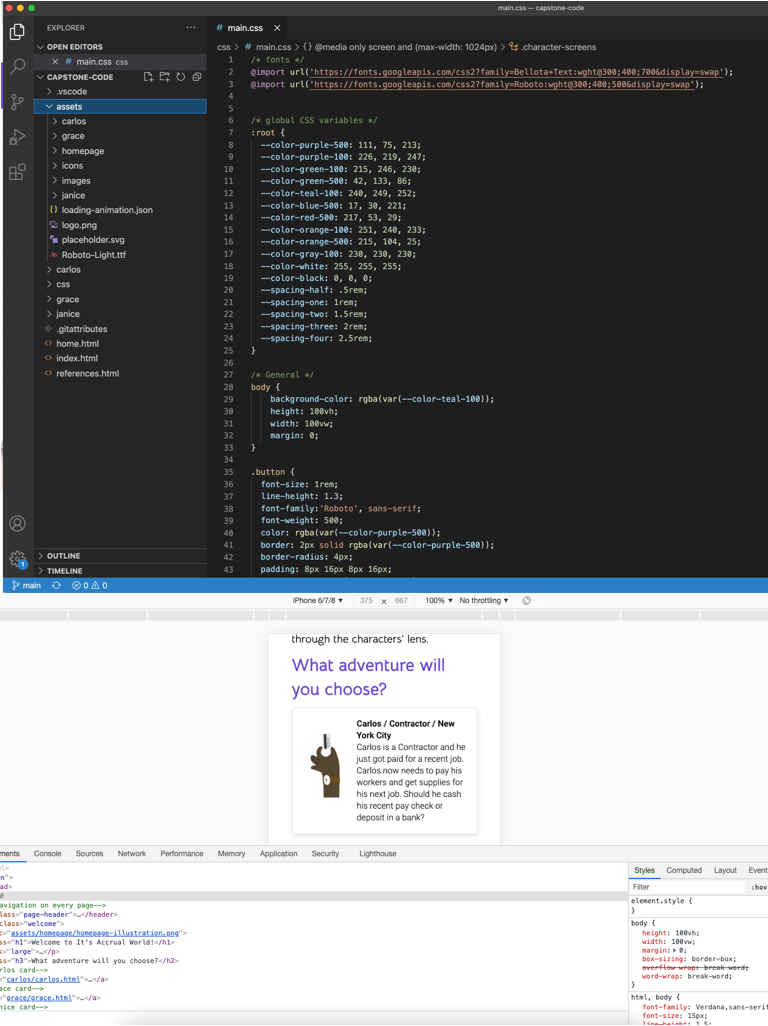 main.css — capstone-code
EXPLORER
···
# main.css ×
OPEN EDITORS
× # main.css css
css > # main.css > {} @media only screen and (max-width: 1024px) > .character-screens
CAPSTONE-CODE
.vscode
assets
carlos
grace
homepage
icons
images
janice
{} loading-animation.json
logo.png
placeholder.svg
Roboto-Light.ttf
carlos
css
grace
janice
.gitattributes
<> home.html
<> index.html
<> references.html
OUTLINE
TIMELINE
1
main
0 0
1 /* fonts */
2 @import url('https://fonts.googleapis.com/css2?family=Bellota+Text:wght@300;400;700&display=swap');
3 @import url('https://fonts.googleapis.com/css2?family=Roboto:wght@300;400;500&display=swap');
4
5
6 /* global CSS variables */
7 :root {
8 --color-purple-500: 111, 75, 213;
9 --color-purple-100: 226, 219, 247;
10 --color-green-100: 215, 246, 230;
11 --color-green-500: 42, 133, 86;
12 --color-teal-100: 240, 249, 252;
13 --color-blue-500: 17, 30, 221;
14 --color-red-500: 217, 53, 29;
15 --color-orange-100: 251, 240, 233;
16 --color-orange-500: 215, 104, 25;
17 --color-gray-100: 230, 230, 230;
18 --color-white: 255, 255, 255;
19 --color-black: 0, 0, 0;
20 --spacing-half: .5rem;
21 --spacing-one: 1rem;
22 --spacing-two: 1.5rem;
23 --spacing-three: 2rem;
24 --spacing-four: 2.5rem;
25 }
26
27 /* General */
28 body {
29 background-color: rgba(var(--color-teal-100));
30 height: 100vh;
31 width: 100vw;
32 margin: 0;
33 }
34
35 .button {
36 font-size: 1rem;
37 line-height: 1.3;
38 font-family:'Roboto', sans-serif;
39 font-weight: 500;
40 color: rgba(var(--color-purple-500));
41 border: 2px solid rgba(var(--color-purple-500));
42 border-radius: 4px;
43 padding: 8px 16px 8px 16px;
iPhone 6/7/8 ▼ 375 × 667 100% ▼ No throttling ▼
through the characters' lens.
What adventure will
you choose?
Carlos / Contractor / New
York City
Carlos is a Contractor and he
just got paid for a recent job.
Carlos now needs to pay his
workers and get supplies for
his next job. Should he cash
his recent pay check or
deposit in a bank?
ments Console Sources Network Performance Memory Application Security Lighthouse
l>
n">
ad>
avigation on every page-->
class="page-header">…</header>
class="welcome">
c="assets/homepage/homepage-illustration.png">
ss="h1">Welcome to It's Accrual World!</h1>
s="large">…</p>
ss="h3">What adventure will you choose?</h2>
rlos card-->
="carlos/carlos.html">…</a>
ace card-->
="grace/grace.html">…</a>
nice card-->
Styles Computed Layout Event
Filter :hov
element.style {
}
body {
height: 100vh;
width: 100vw;
margin: ▶ 0;
box-sizing: border-box;
overflow-wrap: break-word;
word-wrap: break-word;
}
html, body {
font-family: Verdana,sans-serif
font-size: 15px;
line-height: 1.5;